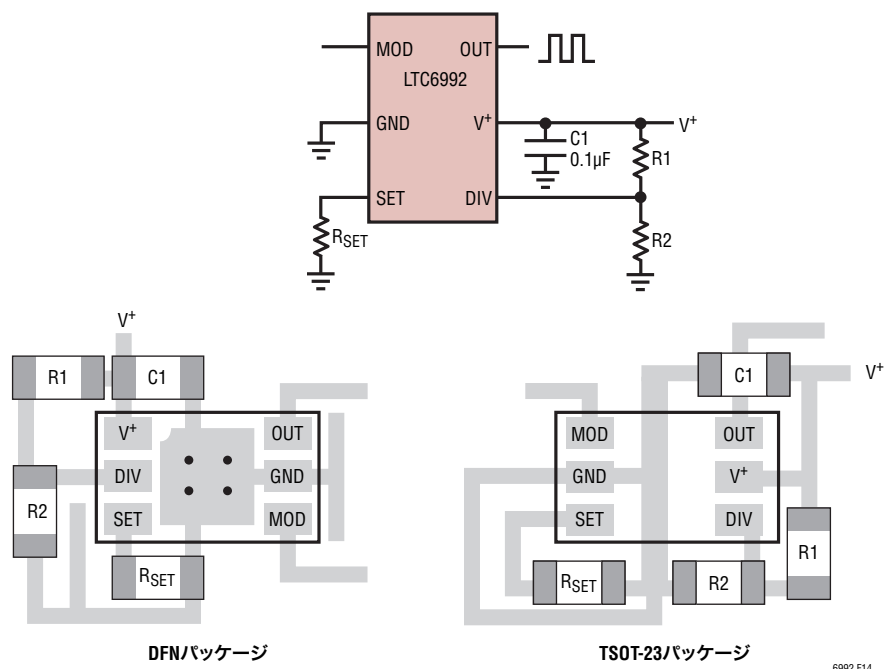 MOD
OUT
LTC6992
GND
V+
C1
0.1µF
V+
R1
SET
DIV
RSET
R2
V+
R1
C1
V+
OUT
DIV
GND
SET
MOD
R2
RSET
DFNパッケージ
C1
V+
MOD
OUT
GND
V+
SET
DIV
RSET
R2
R1
TSOT-23パッケージ
6992 F14